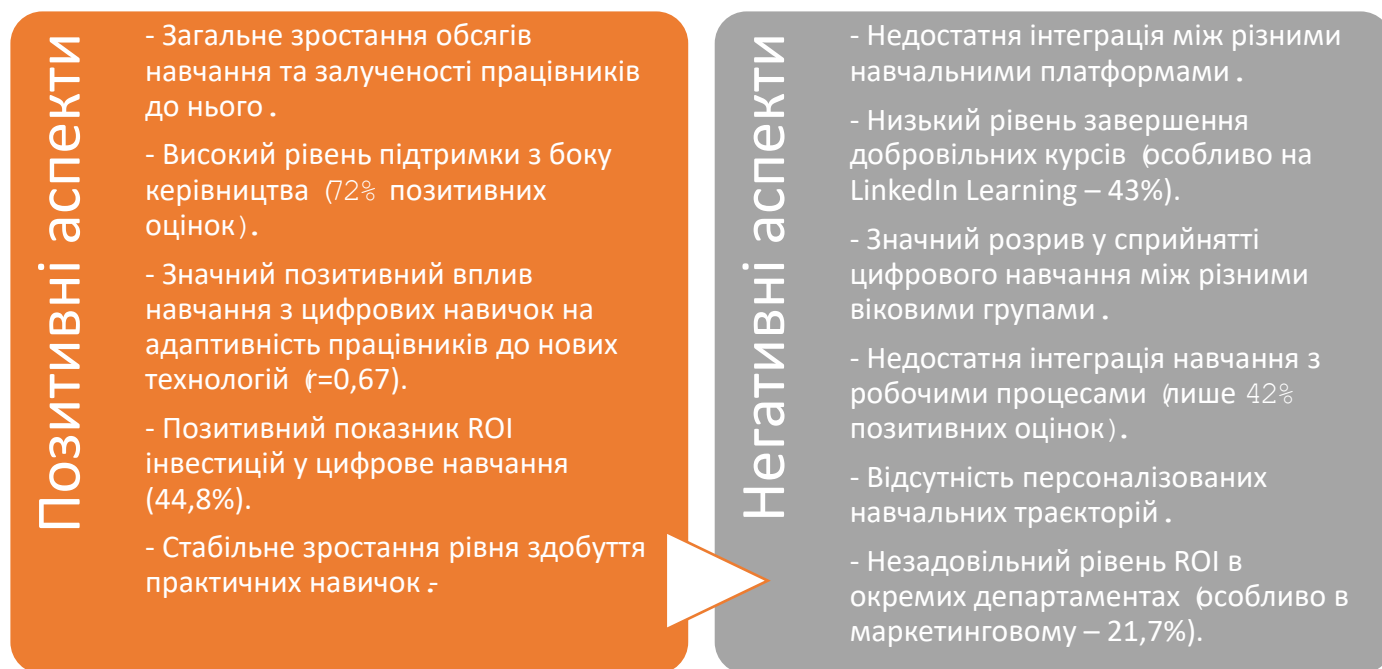 Позитивні аспекти
- Загальне зростання обсягів
навчання та залученості працівників
до нього.
- Високий рівень підтримки з боку
керівництва (72% позитивних
оцінок).
- Значний позитивний вплив
навчання з цифрових навичок на
адаптивність працівників до нових
технологій (r=0,67).
- Позитивний показник ROI
інвестицій у цифрове навчання
(44,8%).
- Стабільне зростання рівня здобуття
практичних навичок.-
Негативні аспекти
- Недостатня інтеграція між різними
навчальними платформами.
- Низький рівень завершення
добровільних курсів (особливо на
LinkedIn Learning – 43%).
- Значний розрив у сприйнятті
цифрового навчання між різними
віковими групами.
- Недостатня інтеграція навчання з
робочими процесами (лише 42%
позитивних оцінок).
- Відсутність персоналізованих
навчальних траєкторій.
- Незадовільний рівень ROI в
окремих департаментах (особливо в
маркетинговому – 21,7%).